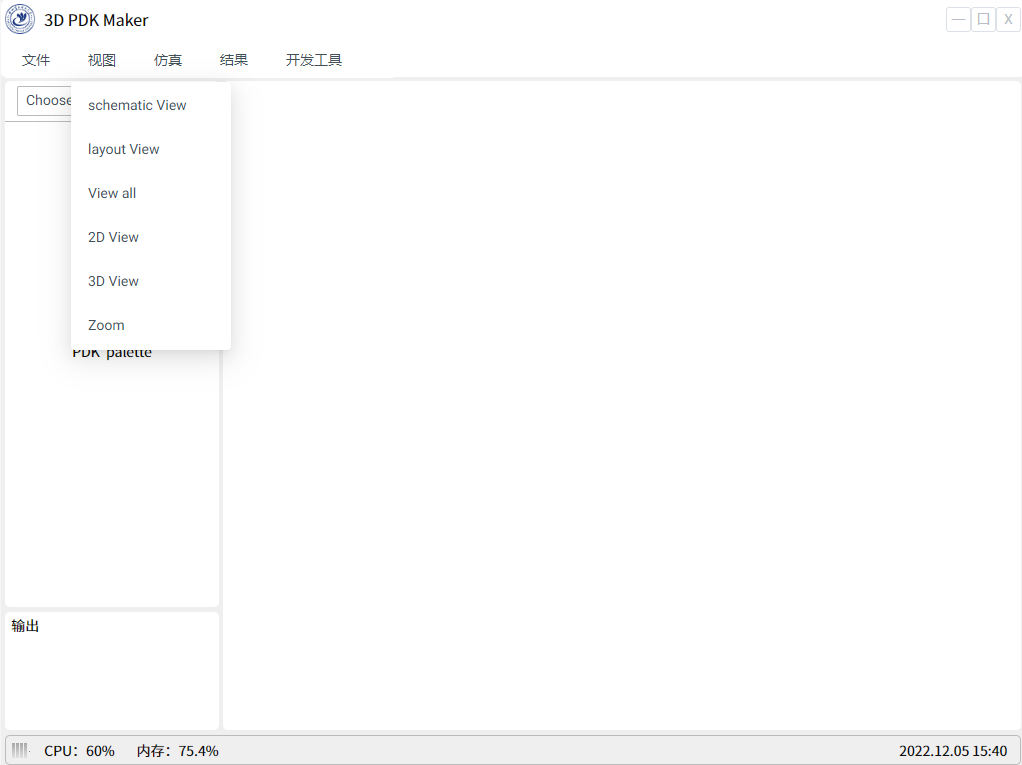 3D PDK Maker
— 口 X
文件 视图 仿真 结果 开发工具
Choose
schematic View
layout View
View all
2D View
3D View
Zoom
PDK palette
输出
CPU：60% 内存：75.4% 2022.12.05 15:40